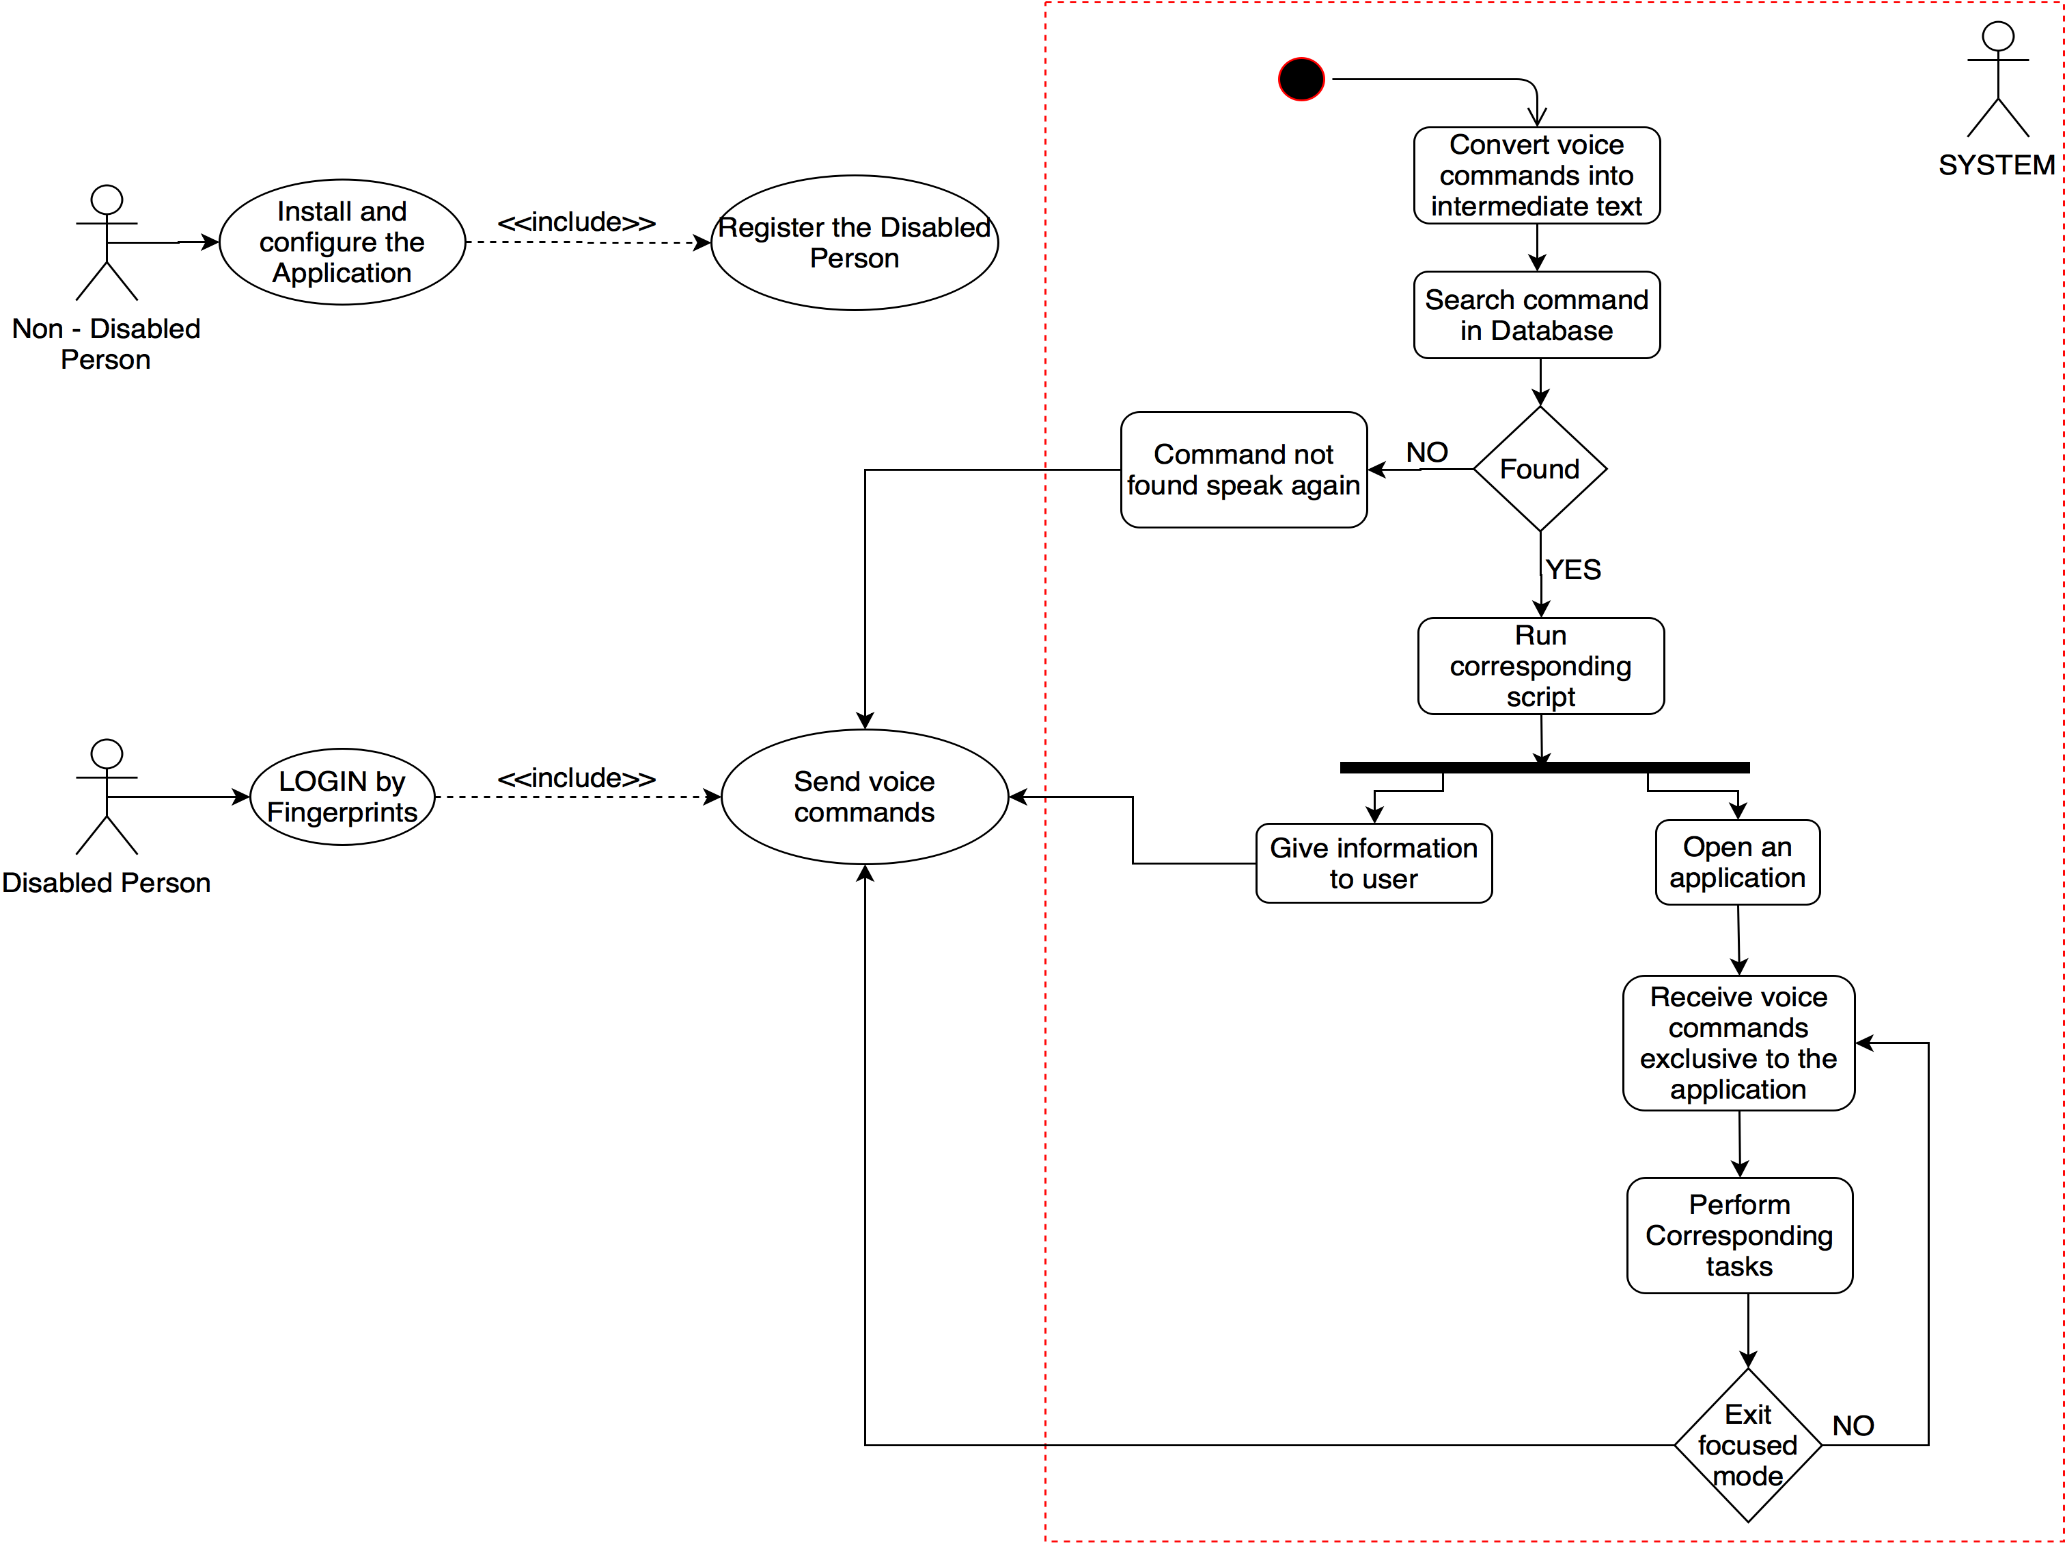 SYSTEM
Convert voice
commands into
intermediate text
Install and
configure the
Application
<<include>>
Register the Disabled
Person
Non - Disabled
Person
Search command
in Database
Command not
found speak again
NO
Found
YES
Run
corresponding
script
LOGIN by
Fingerprints
<<include>>
Send voice
commands
Disabled Person
Give information
to user
Open an
application
Receive voice
commands
exclusive to the
application
Perform
Corresponding
tasks
Exit
focused
mode
NO